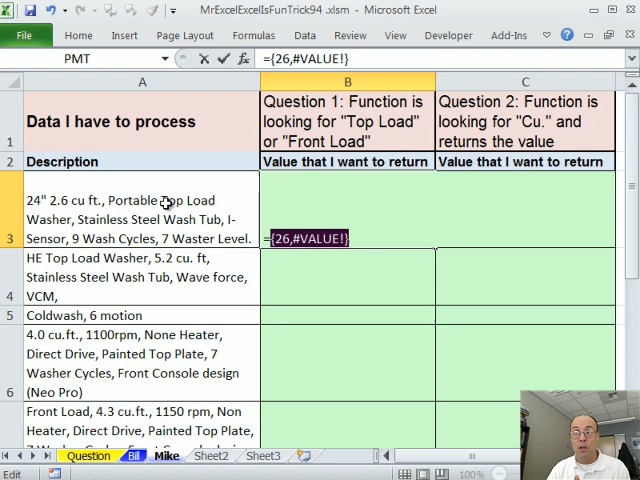 MrExcelExcelIsFunTrick94 .xlsm - Microsoft Excel
File Home Insert Page Layout Formulas Data Review View Developer Add-Ins
PMT
={26,#VALUE!}
A B C
1
Data I have to process
Question 1: Function is
looking for "Top Load"
or "Front Load"
Question 2: Function is
looking for "Cu." and
returns the value
2 Description Value that I want to return Value that I want to return
3
24" 2.6 cu ft., Portable Top Load
Washer, Stainless Steel Wash Tub, I-
Sensor, 9 Wash Cycles, 7 Waster Level.
={26,#VALUE!}
4
HE Top Load Washer, 5.2 cu. ft,
Stainless Steel Wash Tub, Wave force,
VCM,
5 Coldwash, 6 motion
6
4.0 cu.ft., 1100rpm, None Heater,
Direct Drive, Painted Top Plate, 7
Washer Cycles, Front Console design
(Neo Pro)
Front Load, 4.3 cu.ft., 1150 rpm, Non
Heater, Direct Drive, Painted Top Plate,
Question Bill Mike Sheet2 Sheet3
Edit 100%